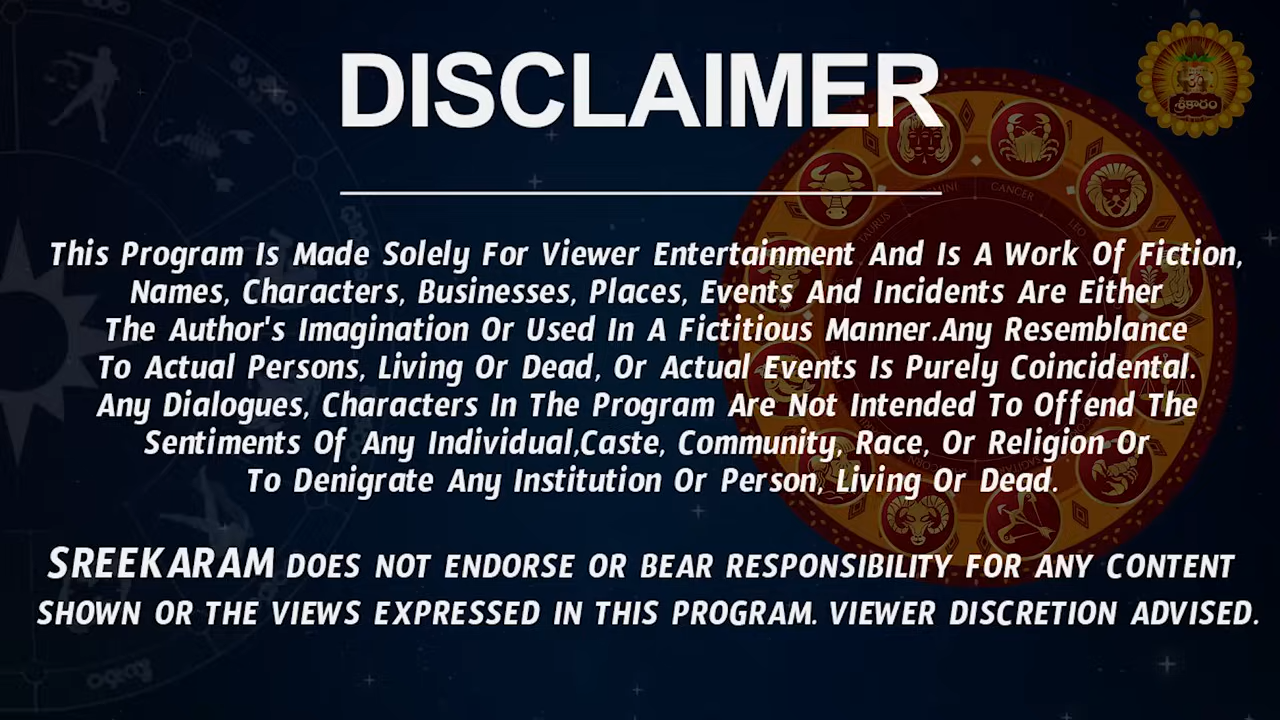 DISCLAIMER
శ్రీకారం
CANCER
LEO
TAURUS
This Program Is Made Solely For Viewer Entertainment And Is A Work Of Fiction,
Names, Characters, Businesses, Places, Events And Incidents Are Either
The Author's Imagination Or Used In A Fictitious Manner.Any Resemblance
To Actual Persons, Living Or Dead, Or Actual Events Is Purely Coincidental.
Any Dialogues, Characters In The Program Are Not Intended To Offend The
Sentiments Of Any Individual,Caste, Community, Race, Or Religion Or
To Denigrate Any Institution Or Person, Living Or Dead.
SREEKARAM DOES NOT ENDORSE OR BEAR RESPONSIBILITY FOR ANY CONTENT
SHOWN OR THE VIEWS EXPRESSED IN THIS PROGRAM. VIEWER DISCRETION ADVISED.